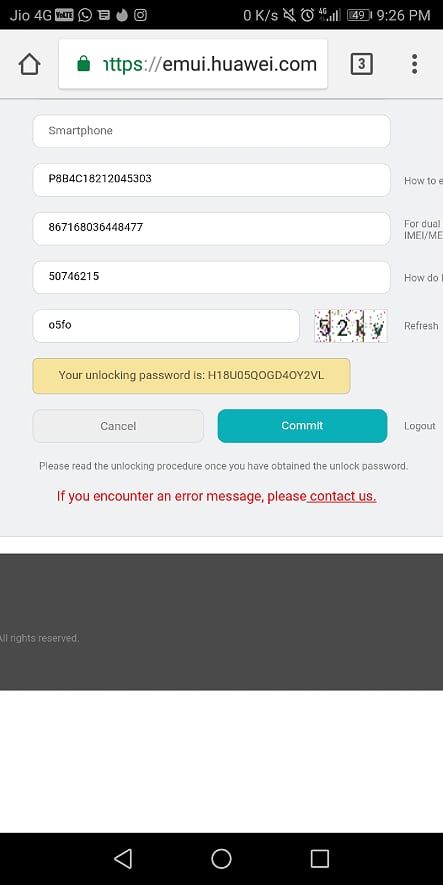 Jio 4G VoLTE 0 K/s 4G 49 9:26 PM
https://emui.huawei.com 3
Smartphone
P8B4C18212045303 How to e
867168036448477 For dual
IMEI/ME
50746215 How do I
o5fo 52kv Refresh
Your unlocking password is: H18U05QOGD4OY2VL
Cancel Commit Logout
Please read the unlocking procedure once you have obtained the unlock password.
If you encounter an error message, please contact us.
All rights reserved.